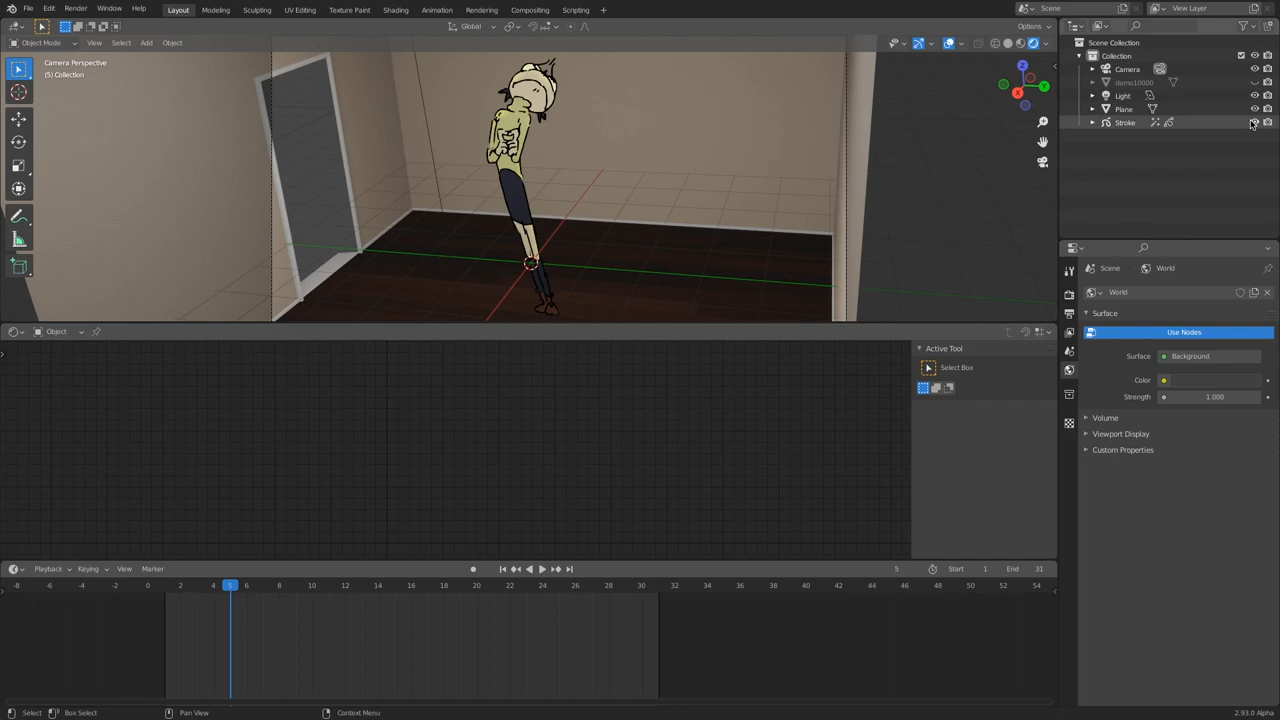 File Edit Render Window Help Layout Modeling Sculpting UV Editing Texture Paint Shading Animation Rendering Compositing Scripting + Scene View Layer
Global Options
Object Mode View Select Add Object
Camera Perspective
(5) Collection
Z
Y
X
Scene Collection
Collection
Camera
demo10000
Light
Plane
Stroke
Scene World
World
Surface
Use Nodes
Surface Background
Color
Strength 1.000
Volume
Viewport Display
Custom Properties
Object
Active Tool
Select Box
Playback Keying View Marker 5 Start 1 End 31
-8 -6 -4 -2 0 2 4 5 6 8 10 12 14 16 18 20 22 24 26 28 30 32 34 36 38 40 42 44 46 48 50 52 54
Select Box Select Pan View Context Menu 2.93.0 Alpha